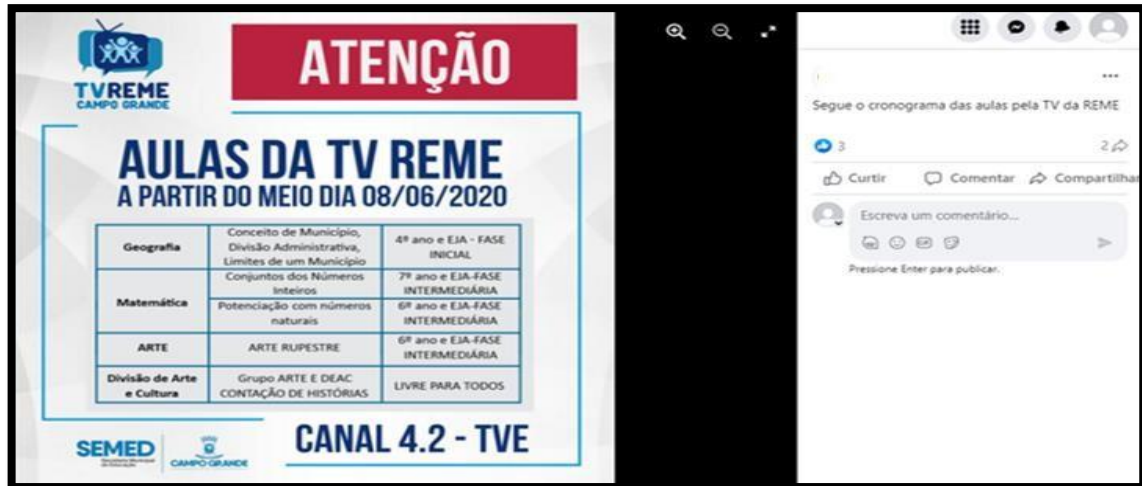 TVREME
CAMPO GRANDE
ATENÇÃO
AULAS DA TV REME
A PARTIR DO MEIO DIA 08/06/2020
Geografia
Conceito de Município,
Divisão Administrativa,
Limites de um Município
4º ano e EJA - FASE
INICIAL
Matemática
Conjuntos dos Números
Inteiros
7º ano e EJA-FASE
INTERMEDIÁRIA
Potenciação com números
naturais
6º ano e EJA-FASE
INTERMEDIÁRIA
ARTE
ARTE RUPESTRE
6º ano e EJA-FASE
INTERMEDIÁRIA
Divisão de Arte
e Cultura
Grupo ARTE E DEAC
CONTAÇÃO DE HISTÓRIAS
LIVRE PARA TODOS
SEMED
Secretaria Municipal
de Educação
CAMPO GRANDE
CANAL 4.2 - TVE
Segue o cronograma das aulas pela TV da REME
3
2
Curtir
Comentar
Compartilhar
Escreva um comentário...
GIF
Pressione Enter para publicar.